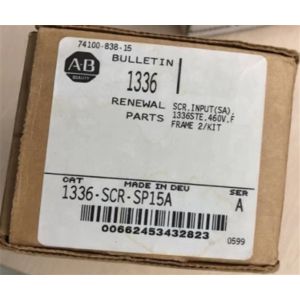 74100-838-15
A-B
QUALITY
BULLETIN
1336
RENEWAL
PARTS
SCR,INPUT(SA),
1336STE,460V,F
FRAME 2/KIT
CAT
MADE IN DEU
SER
1336-SCR-SP15A
A
00662453432823
0599